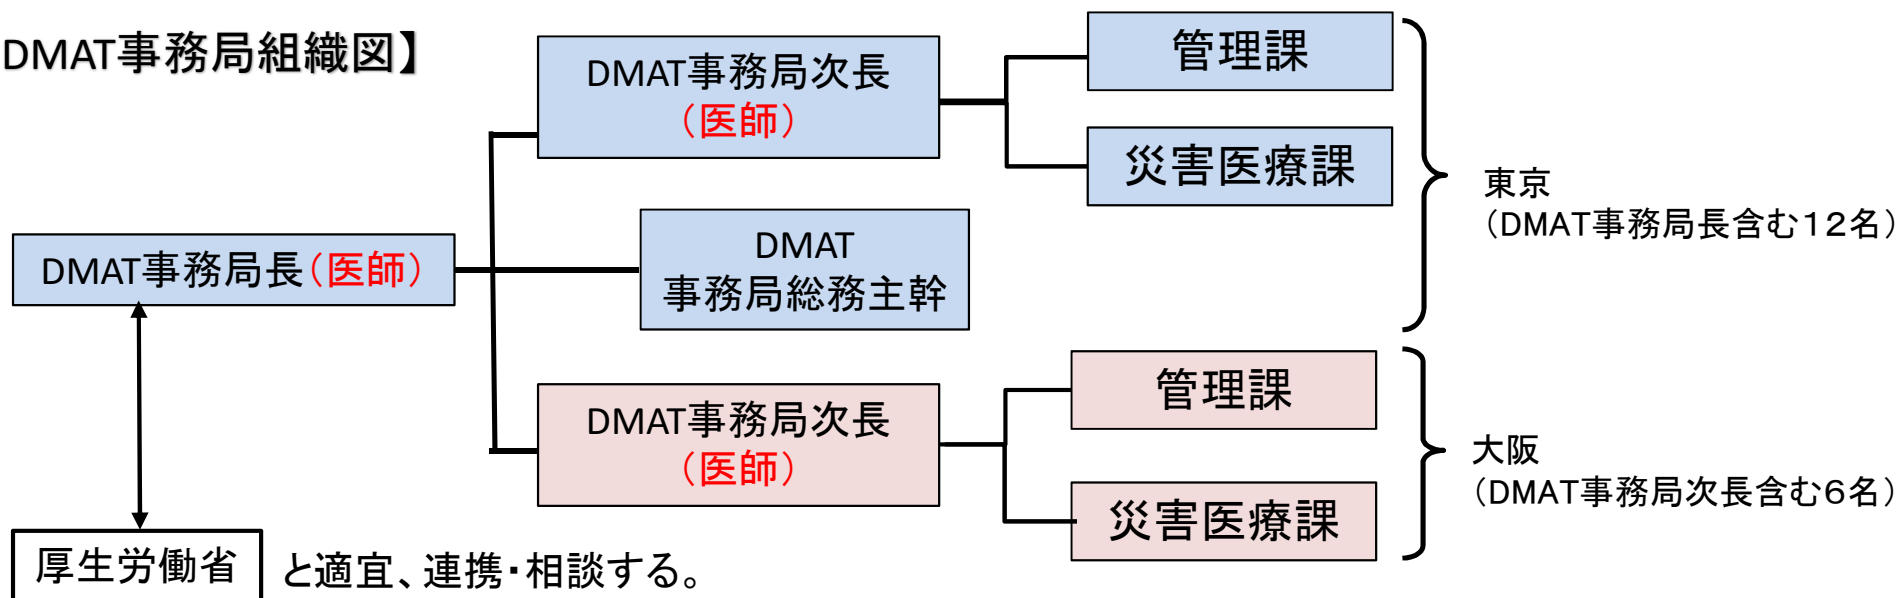 DMAT事務局組織図】
DMAT事務局次長
（医師）
管理課
災害医療課
東京
（DMAT事務局長含む１２名）
DMAT事務局長（医師）
DMAT
事務局総務主幹
DMAT事務局次長
（医師）
管理課
災害医療課
大阪
（DMAT事務局次長含む６名）
厚生労働省 と適宜、連携・相談する。